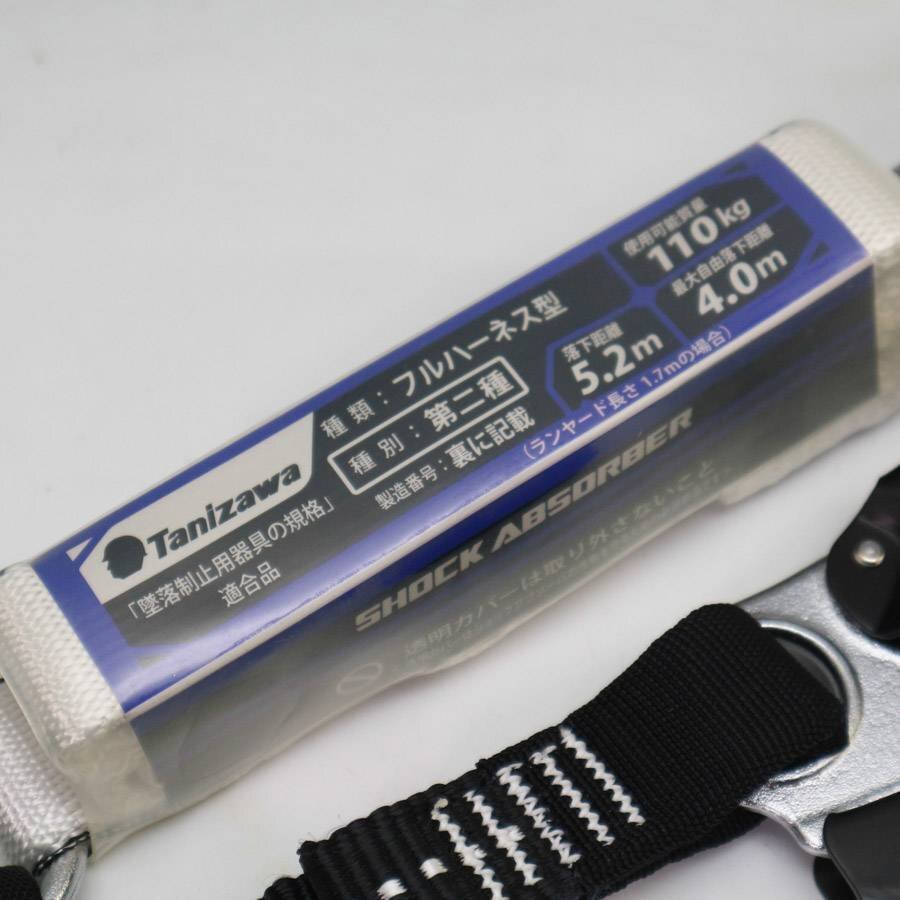 Tanizawa
「墜落制止用器具の規格」
適合品
種類：フルハーネス型
種別：第二種
製造番号：裏に記載
使用可能質量
110kg
最大自由落下距離
4.0m
落下距離
5.2m
（ランヤード長さ 1.7mの場合）
SHOCK ABSORBER
透明カバーは取り外さないこと